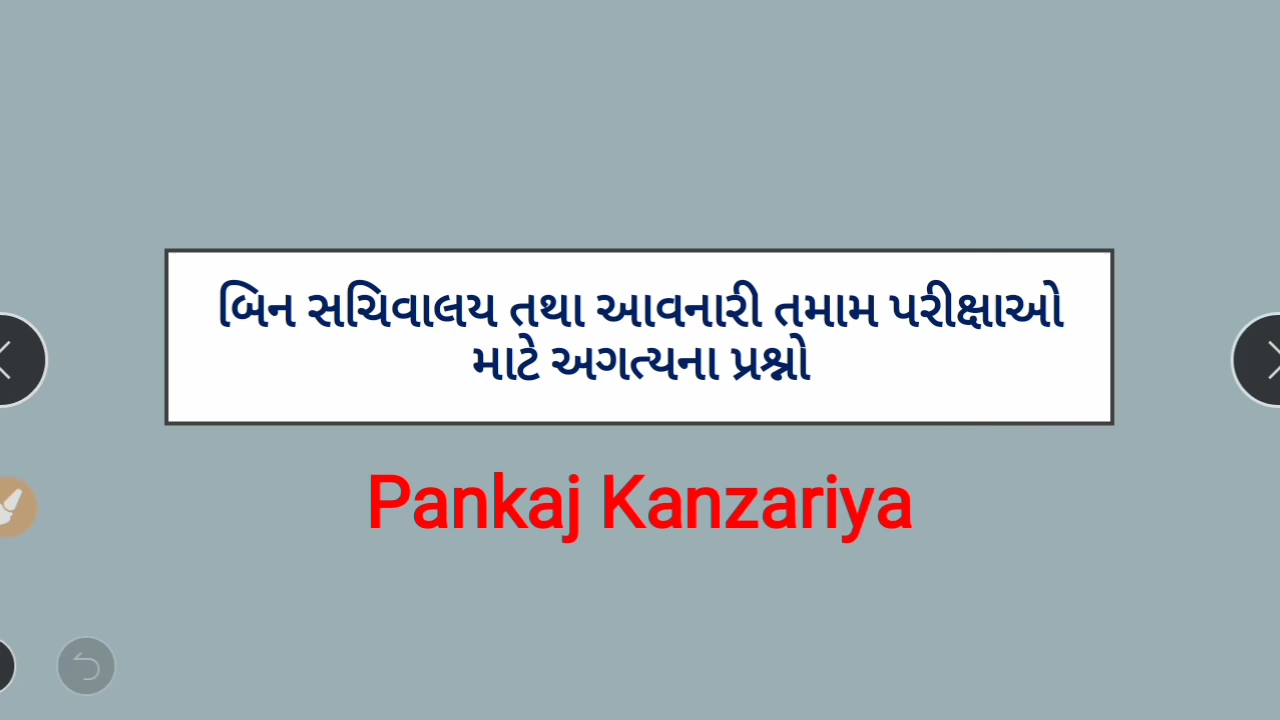 બિન સચિવાલય તથા આવનારી તમામ પરીક્ષાઓ
માટે અગત્યના પ્રશ્નો
Pankaj Kanzariya